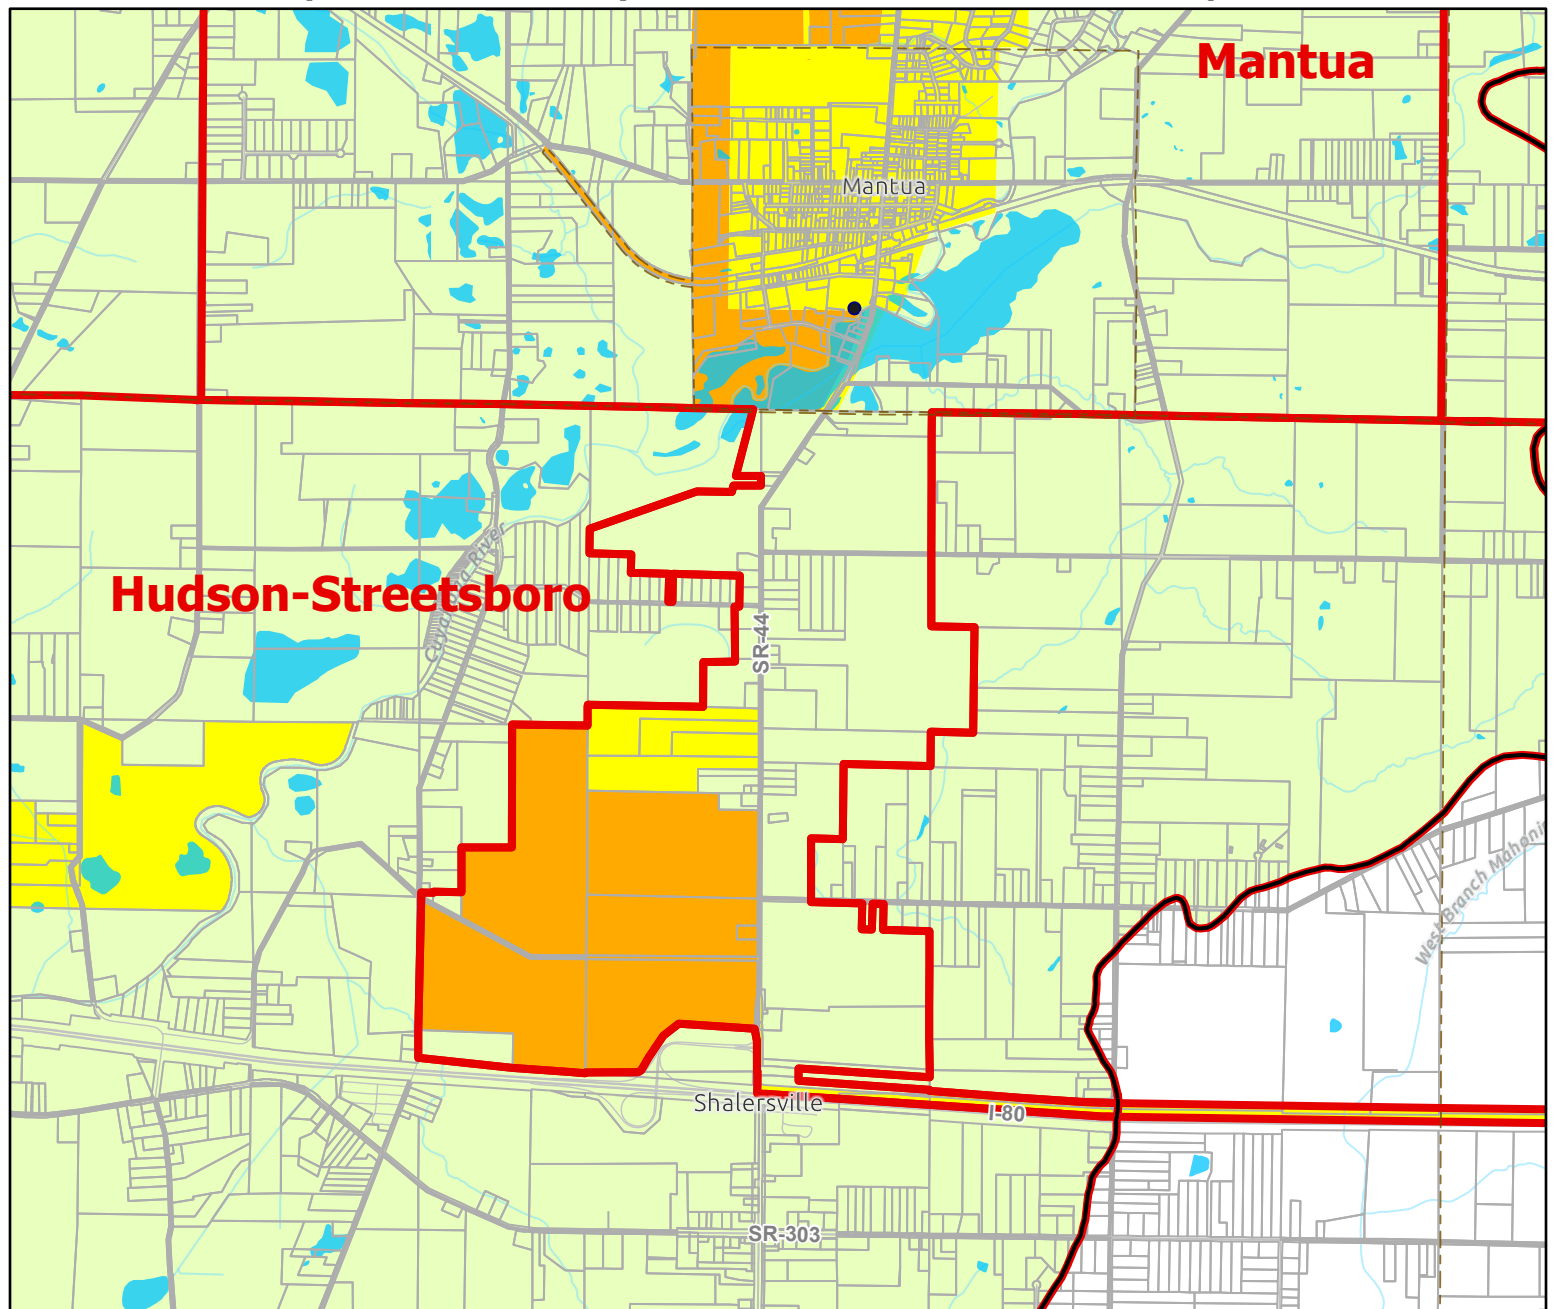 Mantua
Mantua
Cuyahoga River
Hudson-Streetsboro
SR-44
West Branch Mahoning
Shalersville
I-80
SR-303